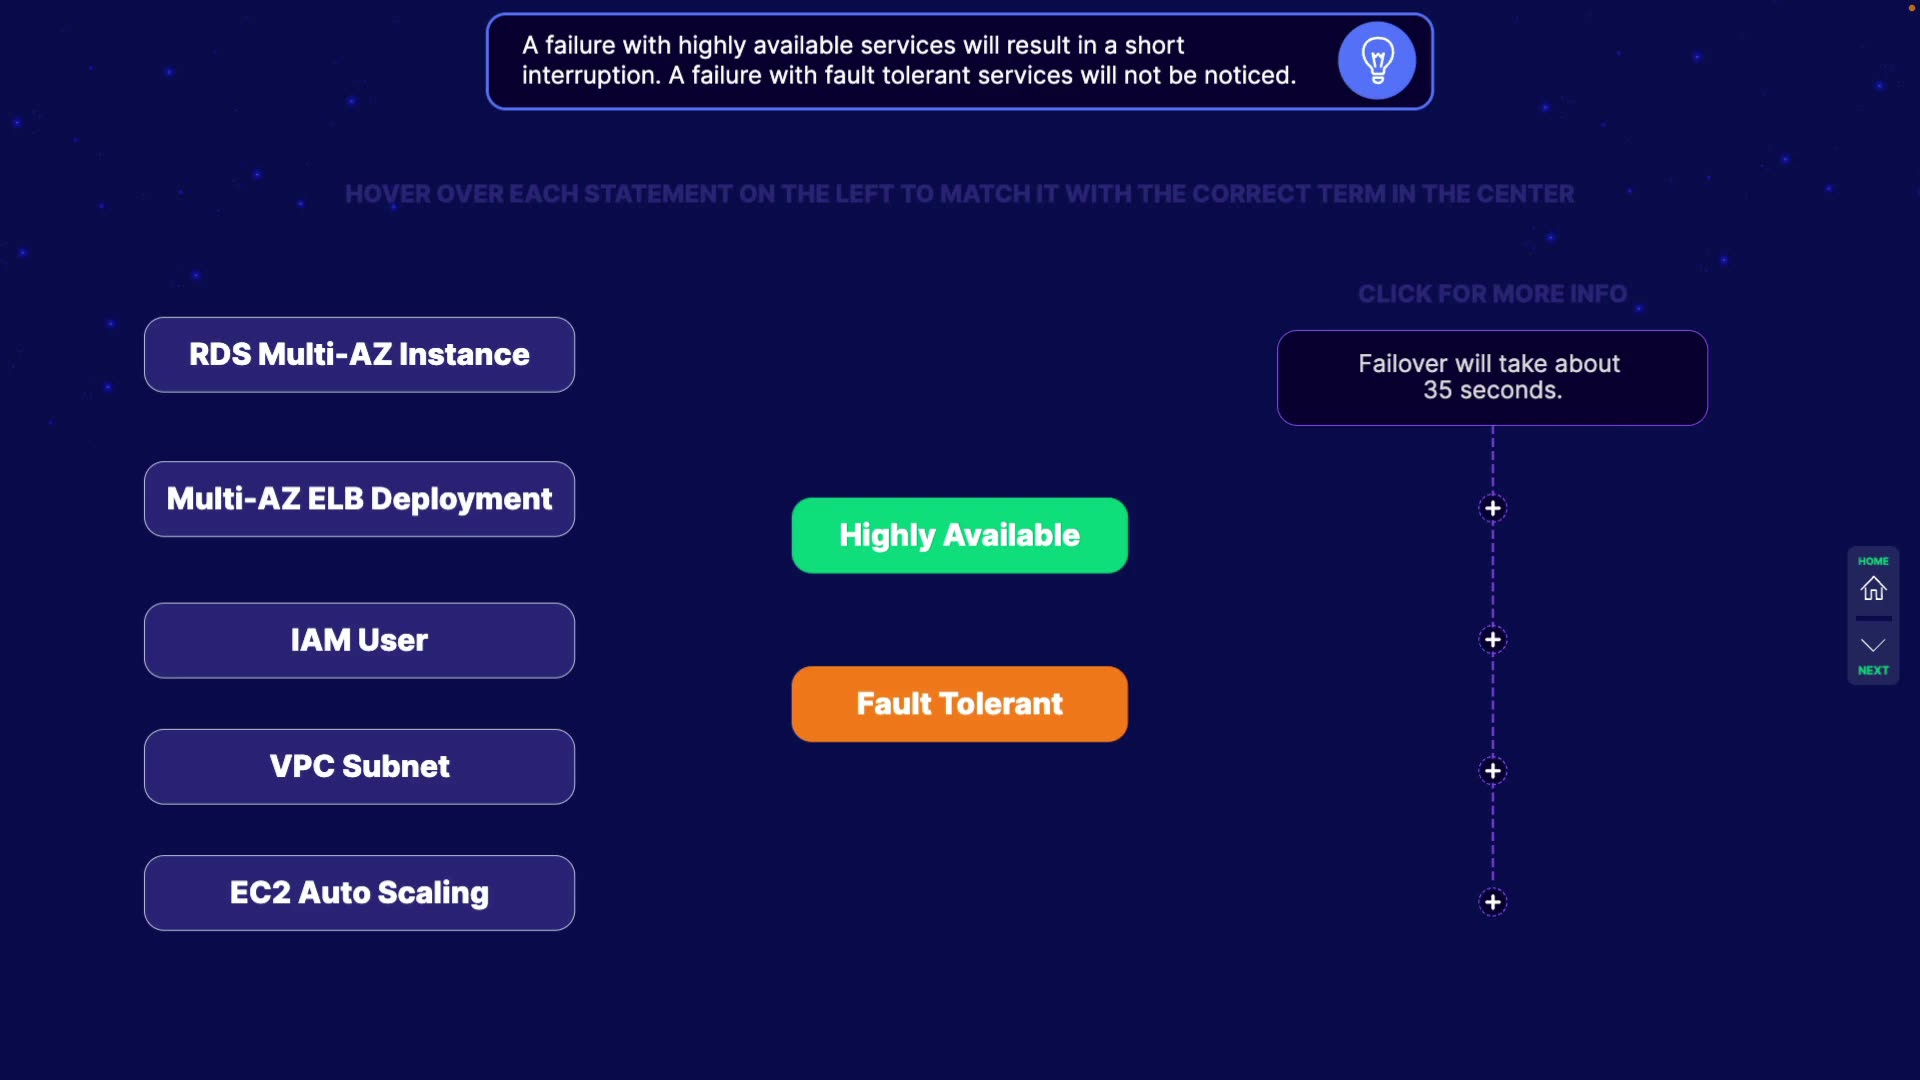 A failure with highly available services will result in a short
interruption. A failure with fault tolerant services will not be noticed.
HOVER OVER EACH STATEMENT ON THE LEFT TO MATCH IT WITH THE CORRECT TERM IN THE CENTER
CLICK FOR MORE INFO
RDS Multi-AZ Instance
Failover will take about
35 seconds.
Multi-AZ ELB Deployment
Highly Available
IAM User
Fault Tolerant
VPC Subnet
EC2 Auto Scaling
HOME
NEXT